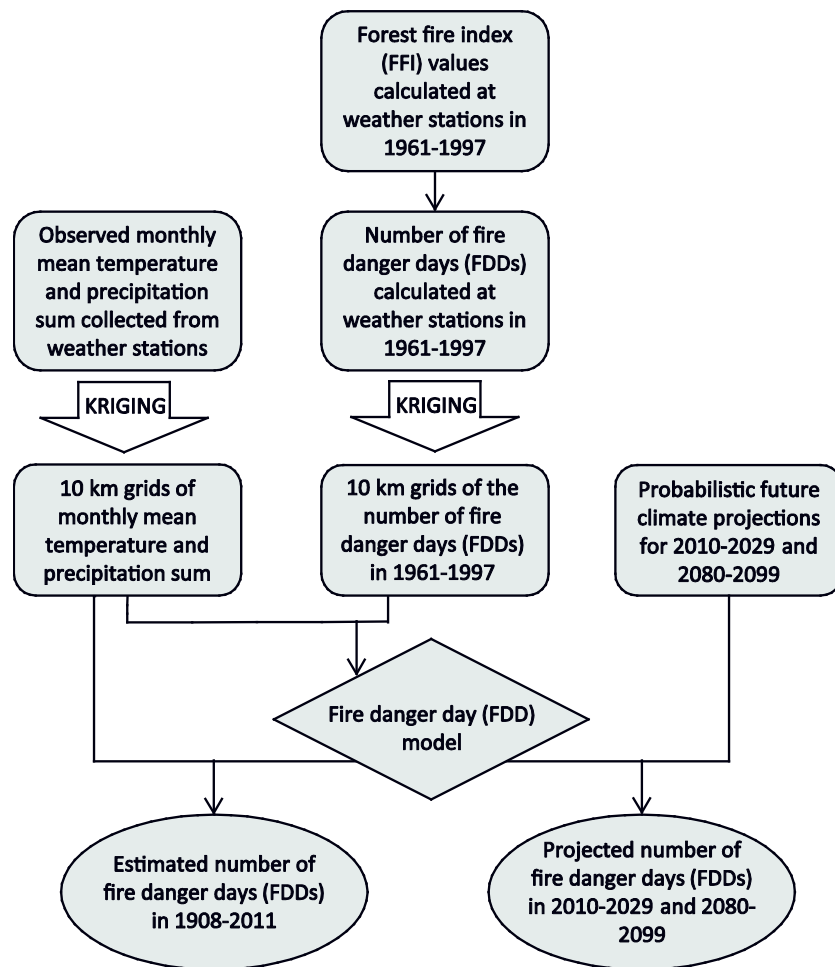 Forest fire index
(FFI) values
calculated at
weather stations in
1961-1997
Observed monthly
mean temperature
and precipitation
sum collected from
weather stations
Number of fire
danger days (FDDs)
calculated at
weather stations in
1961-1997
KRIGING
KRIGING
10 km grids of
monthly mean
temperature and
precipitation sum
10 km grids of the
number of fire
danger days (FDDs)
in 1961-1997
Probabilistic future
climate projections
for 2010-2029 and
2080-2099
Fire danger day (FDD)
model
Estimated number of
fire danger days (FDDs)
in 1908-2011
Projected number of
fire danger days (FDDs)
in 2010-2029 and 2080-
2099